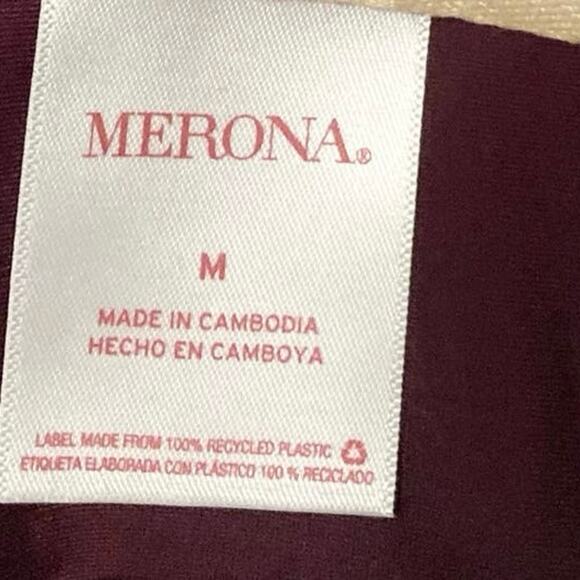 MERONA®
M
MADE IN CAMBODIA
HECHO EN CAMBOYA
LABEL MADE FROM 100% RECYCLED PLASTIC
ETIQUETA ELABORADA CON PLÁSTICO 100 % RECICLADO